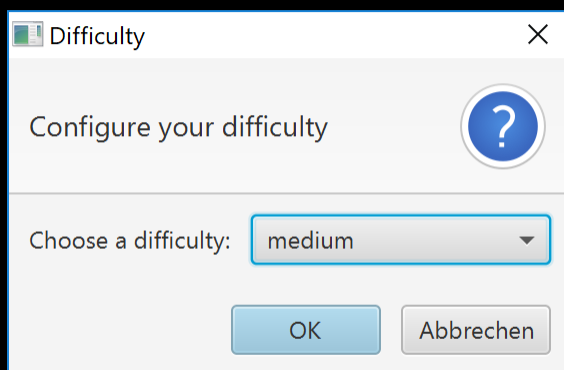 Difficulty
Configure your difficulty
?
Choose a difficulty: medium
OK Abbrechen